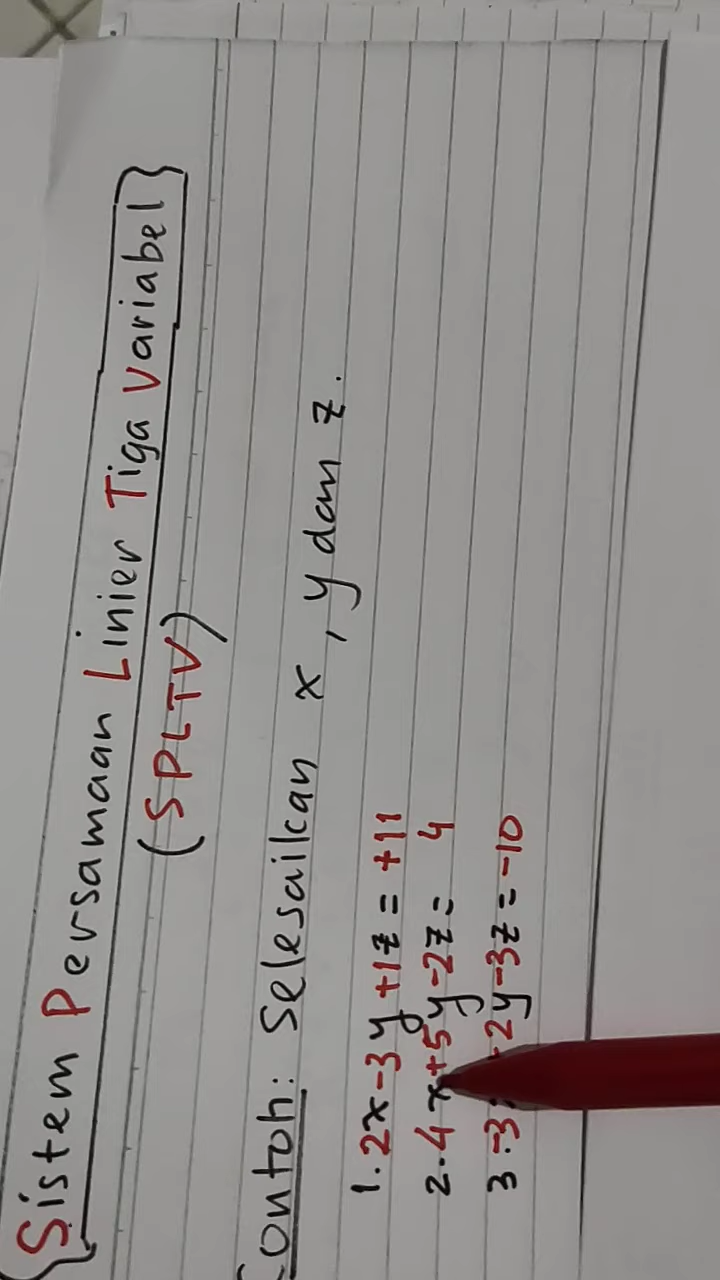 {Sistem Persamaan Linier Tiga Variabel}
(SPLTV)
Contoh: Selesaikan x, y dan z.
1. 2x-3y+1z=+11
2. 4x+5y-2z= 4
3. -3 2y-3z=-10